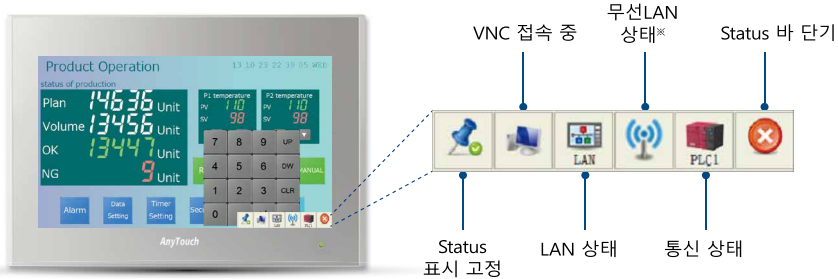 VNC 접속 중
무선LAN
상태※
Status 바 단기
Product Operation
13 10 23 22 39 05 WED
status of production
Plan 14636 Unit
Volume 13456 Unit
OK 13447 Unit
NG 9 Unit
P1 temperature
PV 110
SV 98
P2 temperature
PV 110
SV 98
7 8 9 UP
4 5 6 DW
1 2 3 CLR
0
MANUAL
Alarm
Data
Setting
Timer
Setting
LAN
PLC1
AnyTouch
LAN
PLC1
Status
표시 고정
LAN 상태
통신 상태